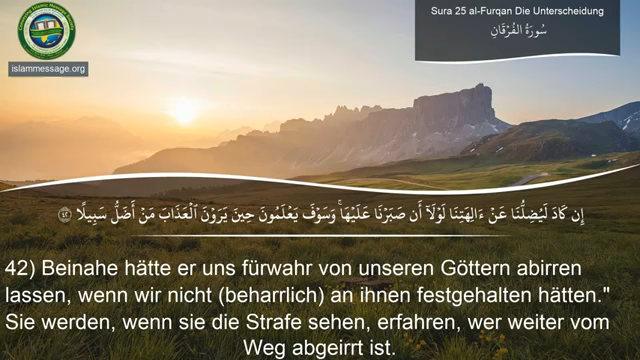 Sura 25 al-Furqan Die Unterscheidung
سُورَةُ الفُرْقَانِ
islammessage.org
إِن كَادَ لَيُضِلُّنَا عَنْ ءَالِهَتِنَا لَوْلَآ أَن صَبَرْنَا عَلَيْهَا ۚ وَسَوْفَ يَعْلَمُونَ حِينَ يَرَوْنَ ٱلْعَذَابَ مَنْ أَضَلُّ سَبِيلًا ٤٢
42) Beinahe hätte er uns fürwahr von unseren Göttern abirren
lassen, wenn wir nicht (beharrlich) an ihnen festgehalten hätten."
Sie werden, wenn sie die Strafe sehen, erfahren, wer weiter vom
Weg abgeirrt ist.